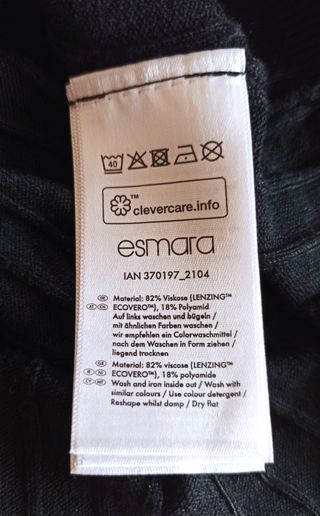 40
™
clevercare.info
esmara
IAN 370197_2104
Material: 82% Viskose (LENZING™
ECOVERO™), 18% Polyamid
Auf links waschen und bügeln /
mit ähnlichen Farben waschen /
wir empfehlen ein Colorwaschmittel /
nach dem Waschen in Form ziehen /
liegend trocknen
Material: 82% viscose (LENZING™
ECOVERO™), 18% polyamide
Wash and iron inside out / Wash with
similar colours / Use colour detergent /
Reshape whilst damp / Dry flat